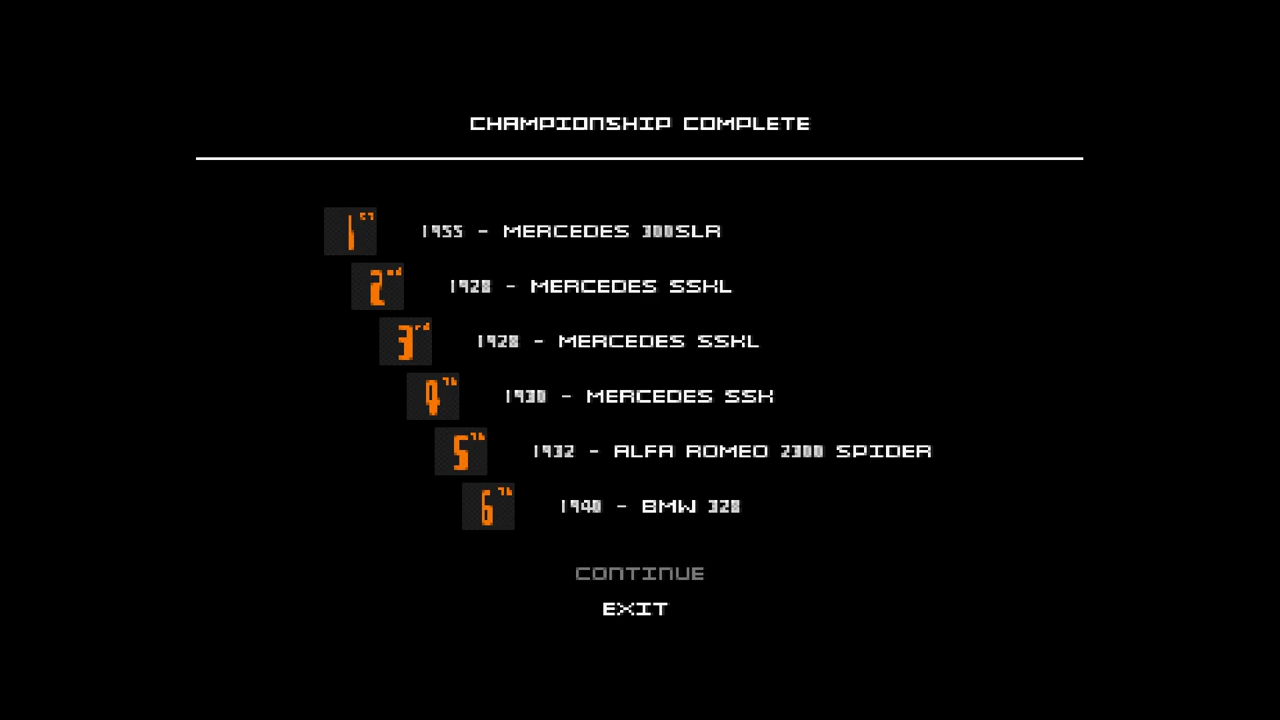 CHAMPIONSHIP COMPLETE
1st 1955 - MERCEDES 300SLR
2nd 1928 - MERCEDES SSKL
3rd 1928 - MERCEDES SSKL
4th 1930 - MERCEDES SSK
5th 1932 - ALFA ROMEO 2300 SPIDER
6th 1940 - BMW 328
CONTINUE
EXIT